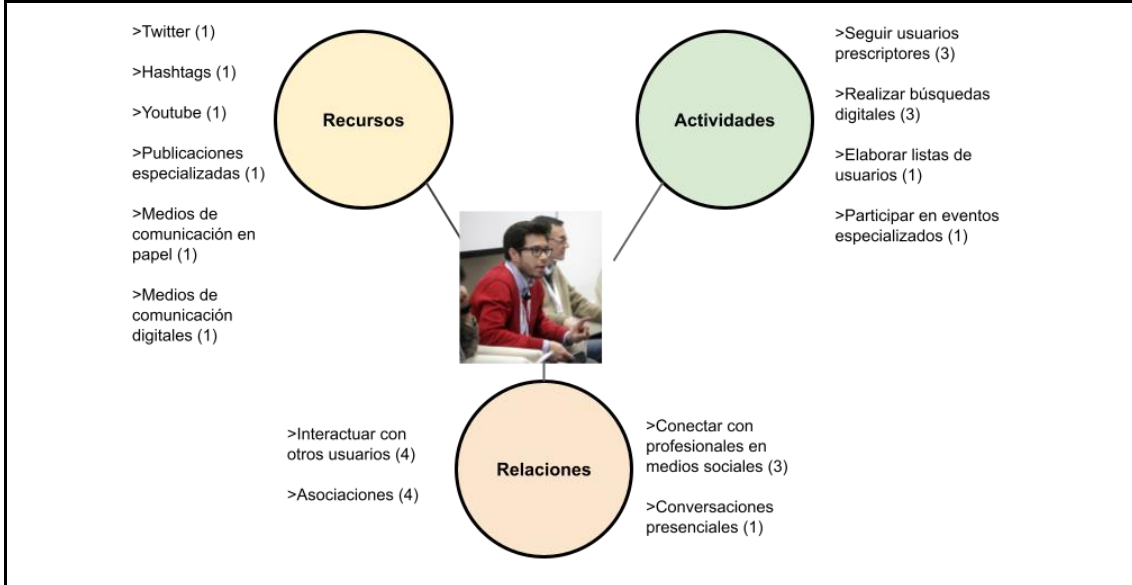 >Twitter (1)
>Hashtags (1)
>Youtube (1)
>Publicaciones
especializadas (1)
>Medios de
comunicación en
papel (1)
>Medios de
comunicación
digitales (1)
Recursos
Actividades
>Seguir usuarios
prescriptores (3)
>Realizar búsquedas
digitales (3)
>Elaborar listas de
usuarios (1)
>Participar en eventos
especializados (1)
>Interactuar con
otros usuarios (4)
>Asociaciones (4)
Relaciones
>Conectar con
profesionales en
medios sociales (3)
>Conversaciones
presenciales (1)